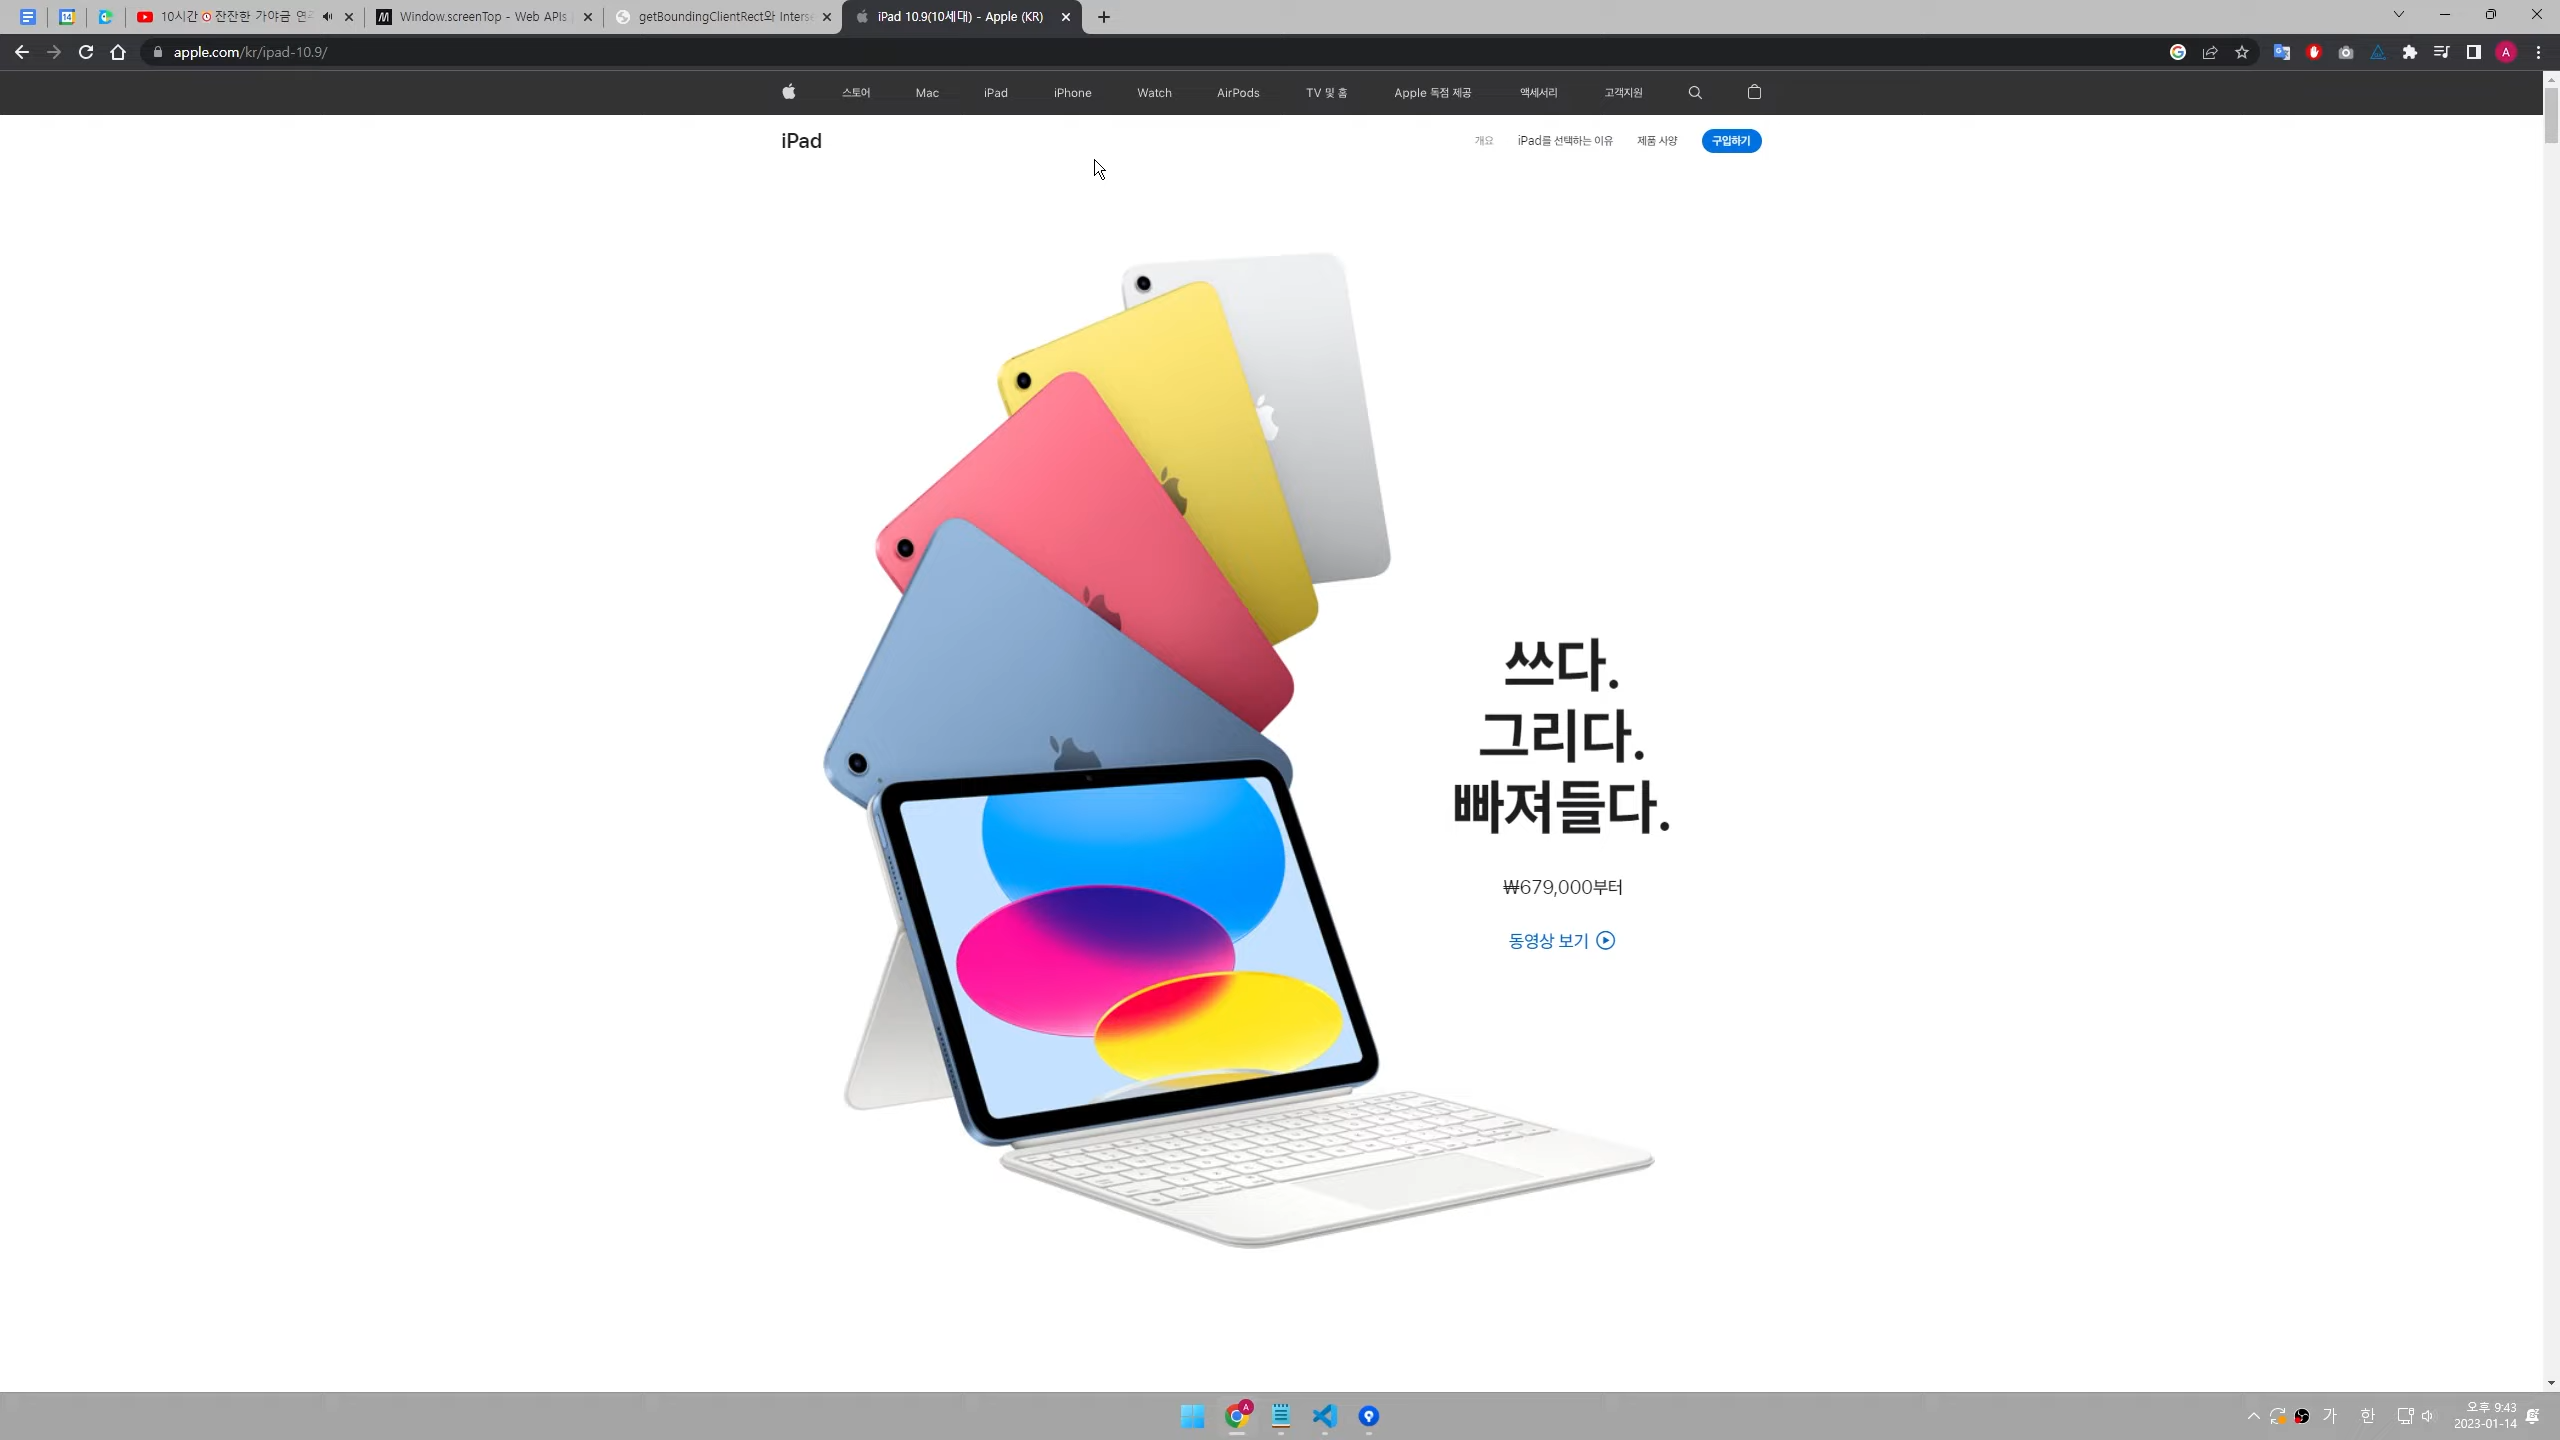 10시간 잔잔한 가야금 연
Window.screenTop - Web APIs
getBoundingClientRect와 Inters
iPad 10.9(10세대) - Apple (KR)
apple.com/kr/ipad-10.9/
A
스토어 Mac iPad iPhone Watch AirPods TV 및 홈 Apple 독점 제공 액세서리 고객지원
iPad 개요 iPad를 선택하는 이유 제품 사양 구입하기
쓰다.
그리다.
빠져들다.
₩679,000부터
동영상 보기
가 한 오후 9:43
2023-01-14